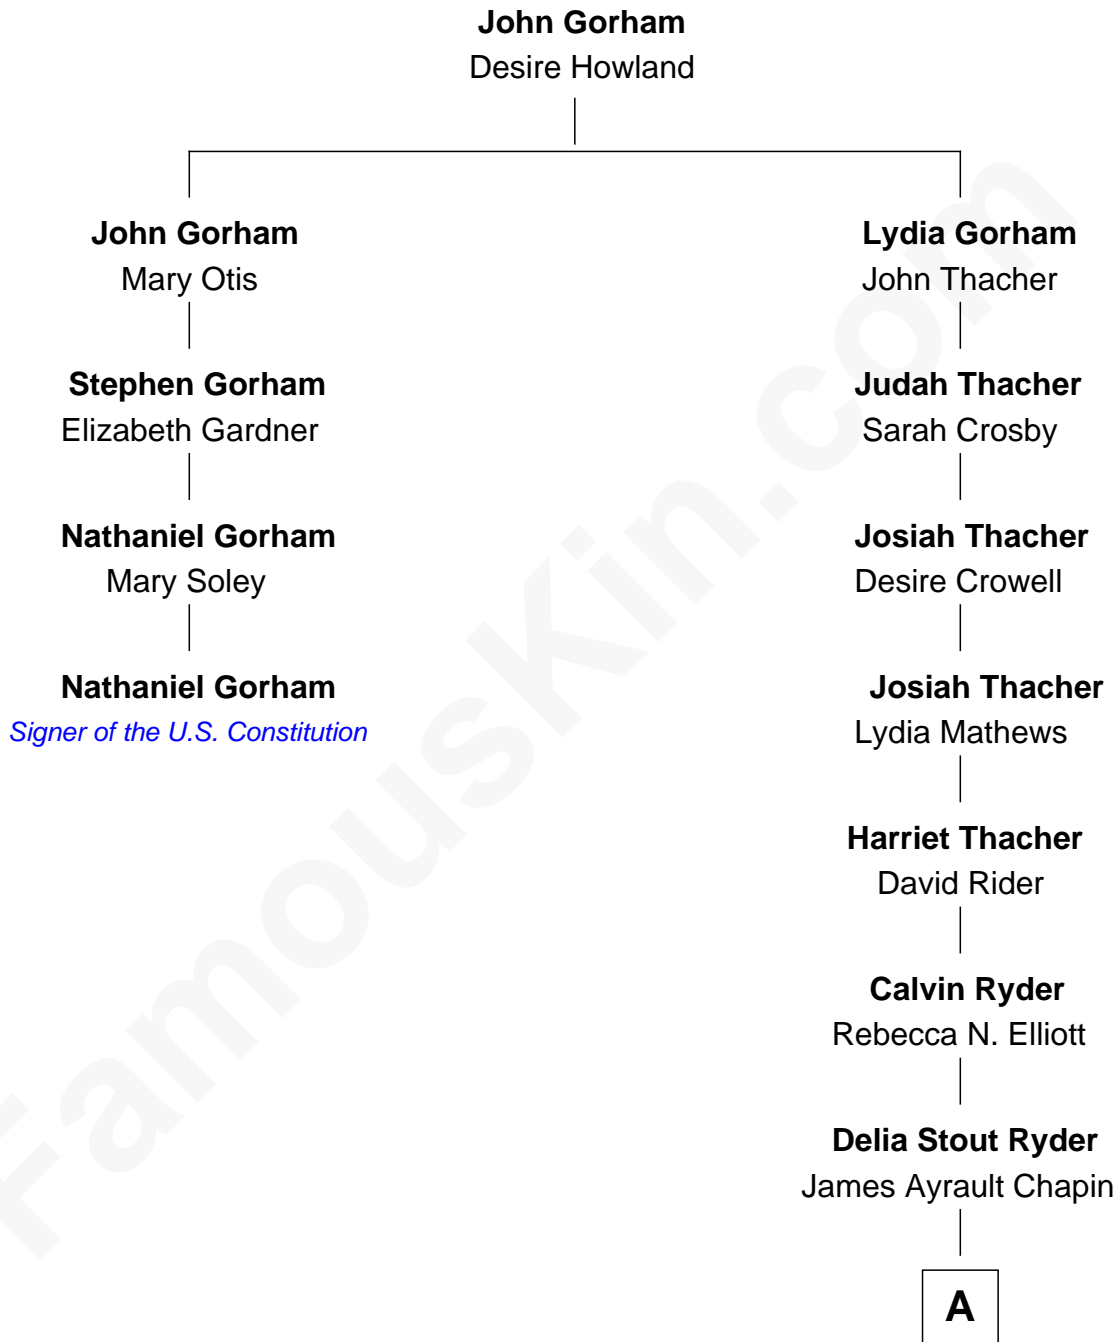 John Gorham
Desire Howland
John Gorham
Mary Otis
Stephen Gorham
Elizabeth Gardner
Nathaniel Gorham
Mary Soley
Nathaniel Gorham
Signer of the U.S. Constitution
Lydia Gorham
John Thacher
Judah Thacher
Sarah Crosby
Josiah Thacher
Desire Crowell
Josiah Thacher
Lydia Mathews
Harriet Thacher
David Rider
Calvin Ryder
Rebecca N. Elliott
Delia Stout Ryder
James Ayrault Chapin
A
FamousKin.com